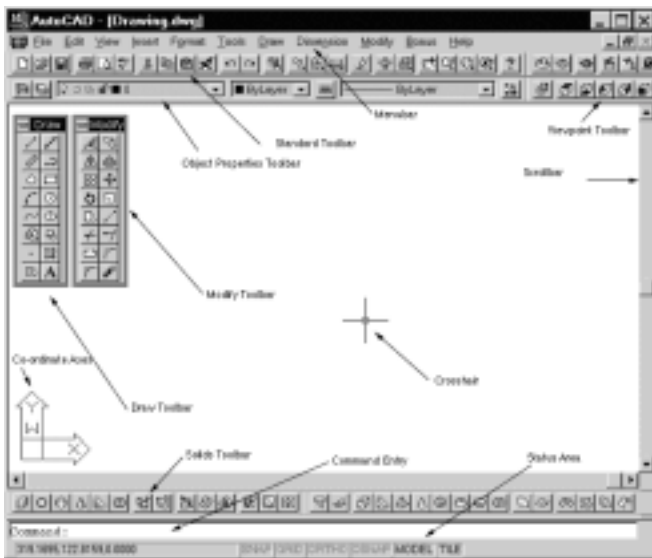 AutoCAD - [Drawing.dwg]
File Edit View Insert Format Tools Draw Dimension Modify Bonus Help
0 ByLayer ByLayer
Menubar
Standard Toolbar
Viewpoint Toolbar
Object Properties Toolbar
Scrollbar
Draw Modify
Modify Toolbar
Co-ordinate Axes
Crosshair
Draw Toolbar
Y
W
X
Solids Toolbar
Command Entry
Status Area
Command:
SNAP GRID ORTHO OSNAP MODEL TILE